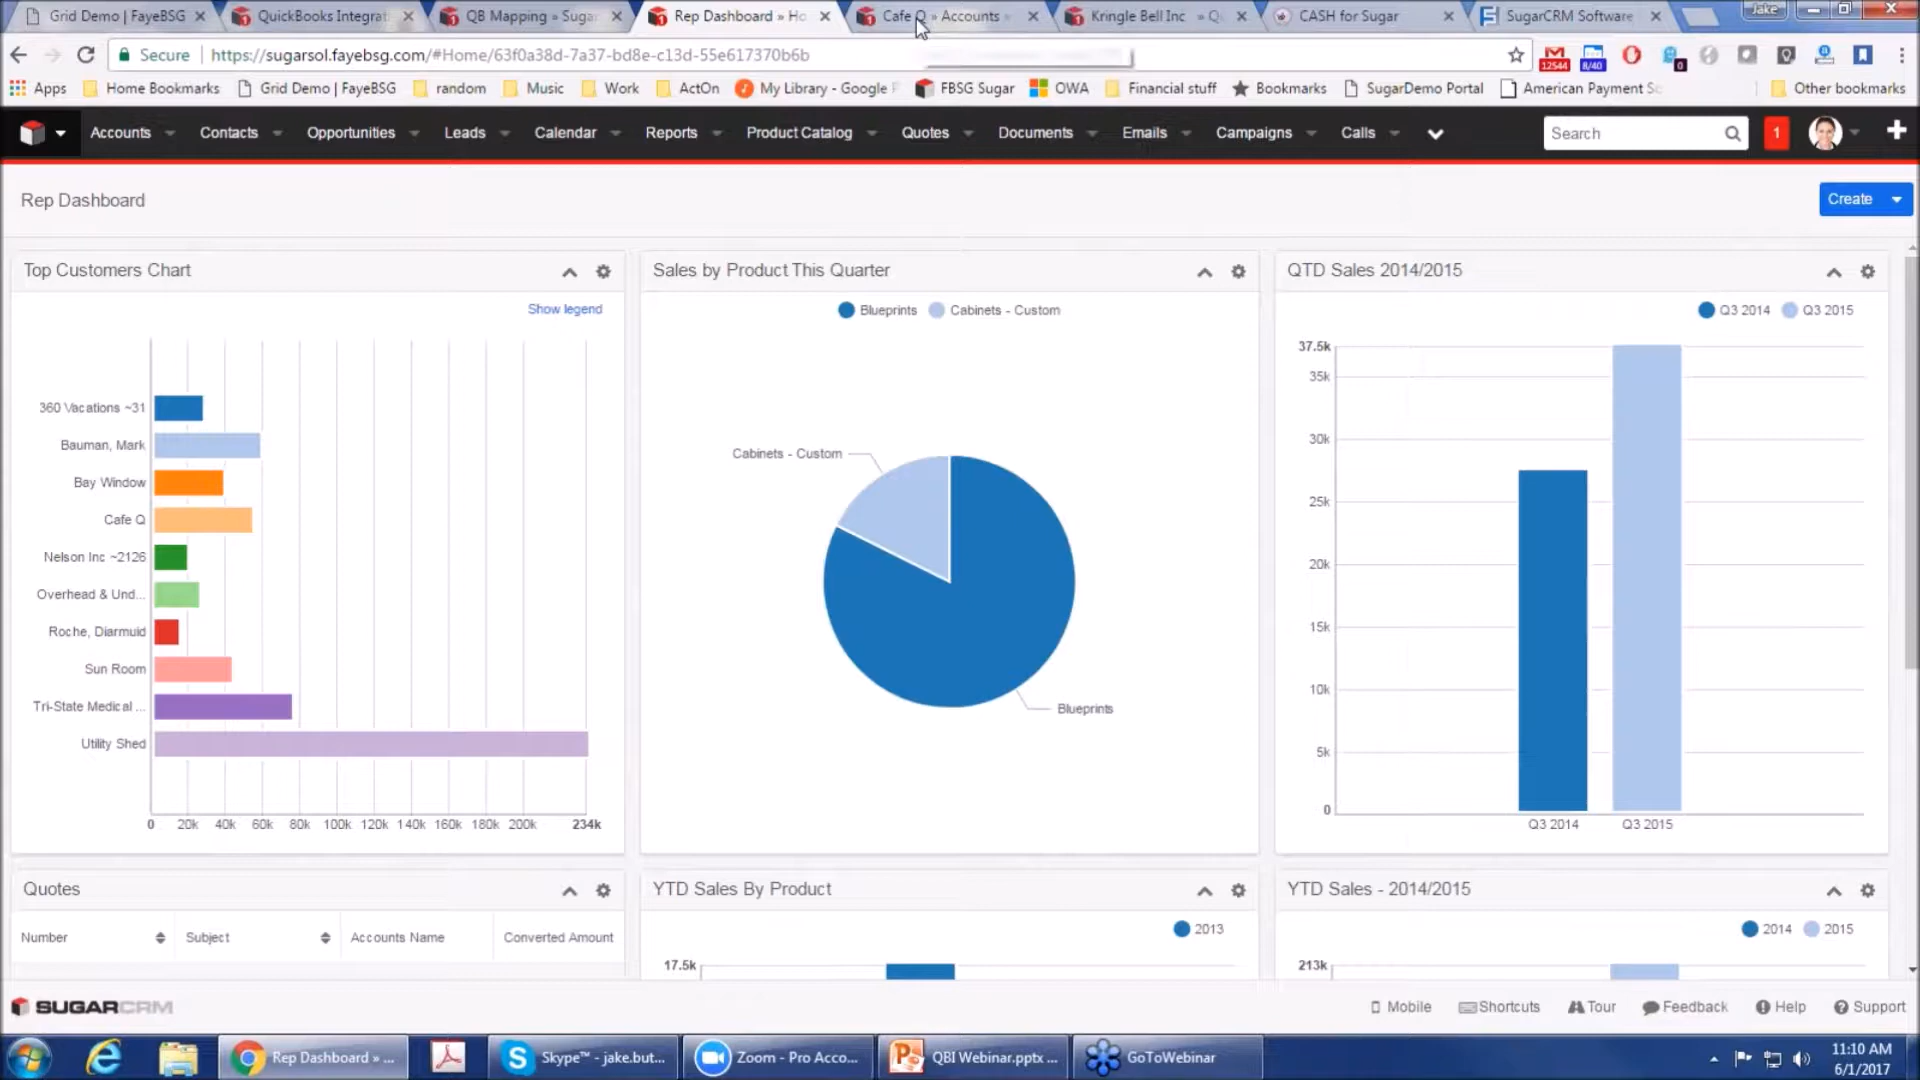 Grid Demo | FayeBSG
QuickBooks Integrat
QB Mapping » Suga
Rep Dashboard » Ho
Cafe Q » Accounts
Kringle Bell Inc » Q
CASH for Sugar
SugarCRM Software
Jake
Secure
https://sugarsol.fayebsg.com/#Home/63f0a38d-7a37-bd8e-c13d-55e617370b6b
12544
8/40
0
Apps
Home Bookmarks
Grid Demo | FayeBSG
random
Music
Work
ActOn
My Library - Google
FBSG Sugar
OWA
Financial stuff
Bookmarks
SugarDemo Portal
American Payment S
Other bookmarks
Accounts
Contacts
Opportunities
Leads
Calendar
Reports
Product Catalog
Quotes
Documents
Emails
Campaigns
Calls
Search
1
Rep Dashboard
Create
Top Customers Chart
Show legend
360 Vacations ~31
Bauman, Mark
Bay Window
Cafe Q
Nelson Inc ~2126
Overhead & Und...
Roche, Diarmuid
Sun Room
Tri-State Medical ...
Utility Shed
0 20k 40k 60k 80k 100k 120k 140k 160k 180k 200k 234k
Sales by Product This Quarter
Blueprints
Cabinets - Custom
Cabinets - Custom
Blueprints
QTD Sales 2014/2015
Q3 2014
Q3 2015
37.5k
35k
30k
25k
20k
15k
10k
5k
0
Q3 2014
Q3 2015
Quotes
Number
Subject
Accounts Name
Converted Amount
YTD Sales By Product
2013
17.5k
YTD Sales - 2014/2015
2014
2015
213k
SUGARCRM
Mobile
Shortcuts
Tour
Feedback
Help
Support
Rep Dashboard » ...
Skype™ - jake.but...
Zoom - Pro Acco...
QBI Webinar.pptx ...
GoToWebinar
11:10 AM
6/1/2017